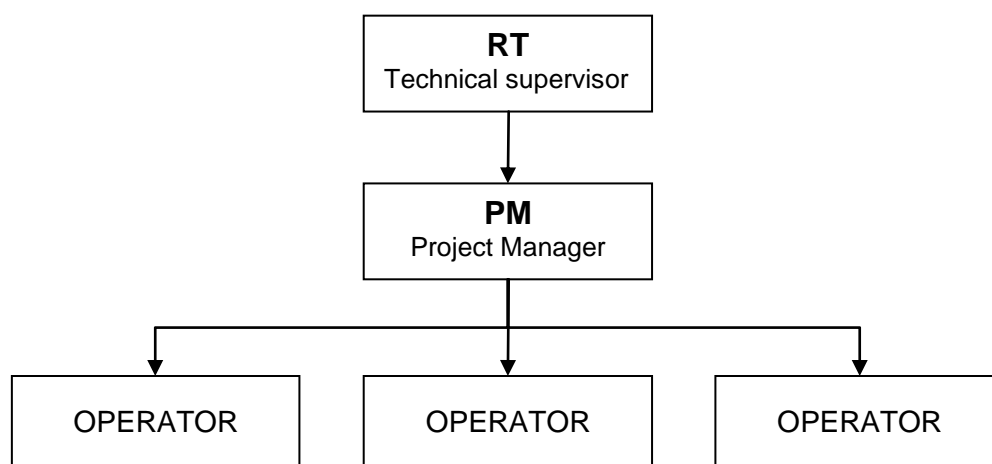 RT
Technical supervisor
PM
Project Manager
OPERATOR
OPERATOR
OPERATOR